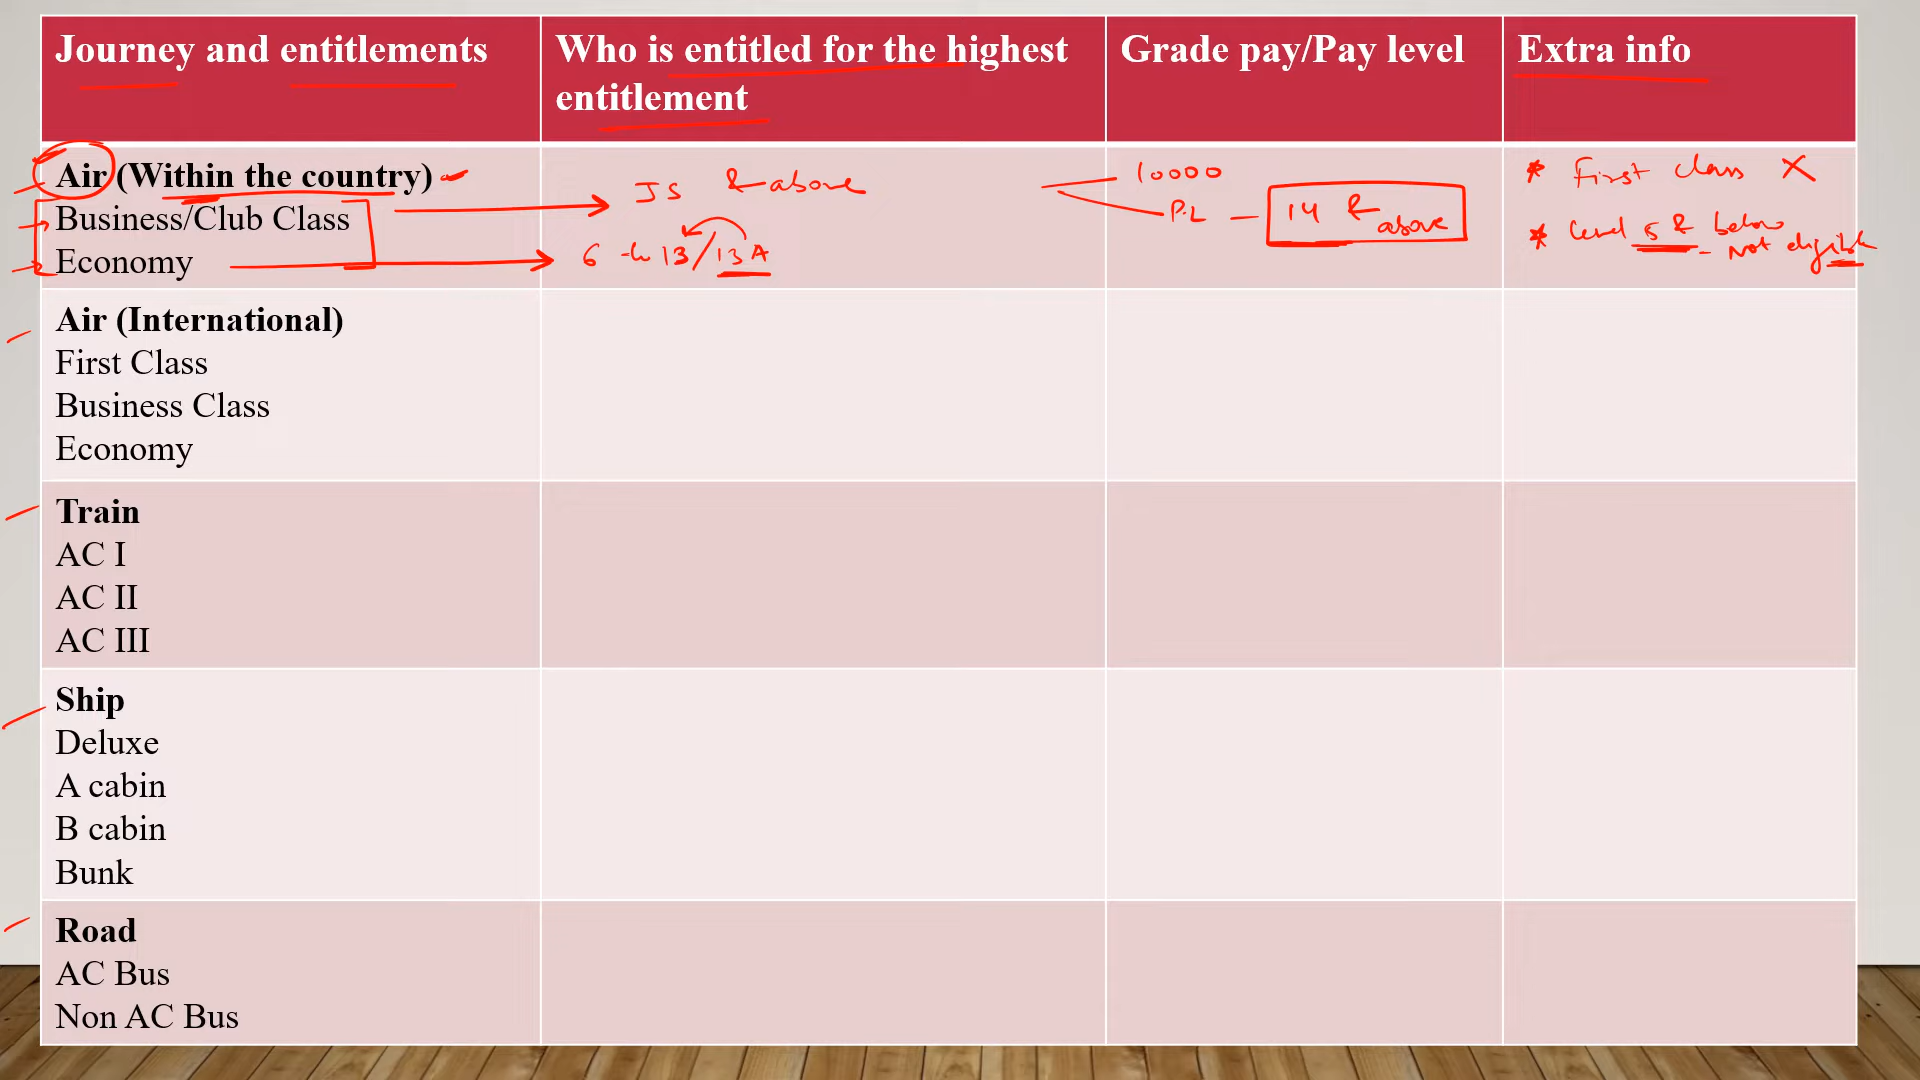 Journey and entitlements
Who is entitled for the highest entitlement
Grade pay/Pay level
Extra info
Air (Within the country)
Business/Club Class
Economy
JS & above
6 to 13/13A
10000
P.L - 14 & above
* First class X
* level 5 & below - Not eligible
Air (International)
First Class
Business Class
Economy
Train
AC I
AC II
AC III
Ship
Deluxe
A cabin
B cabin
Bunk
Road
AC Bus
Non AC Bus